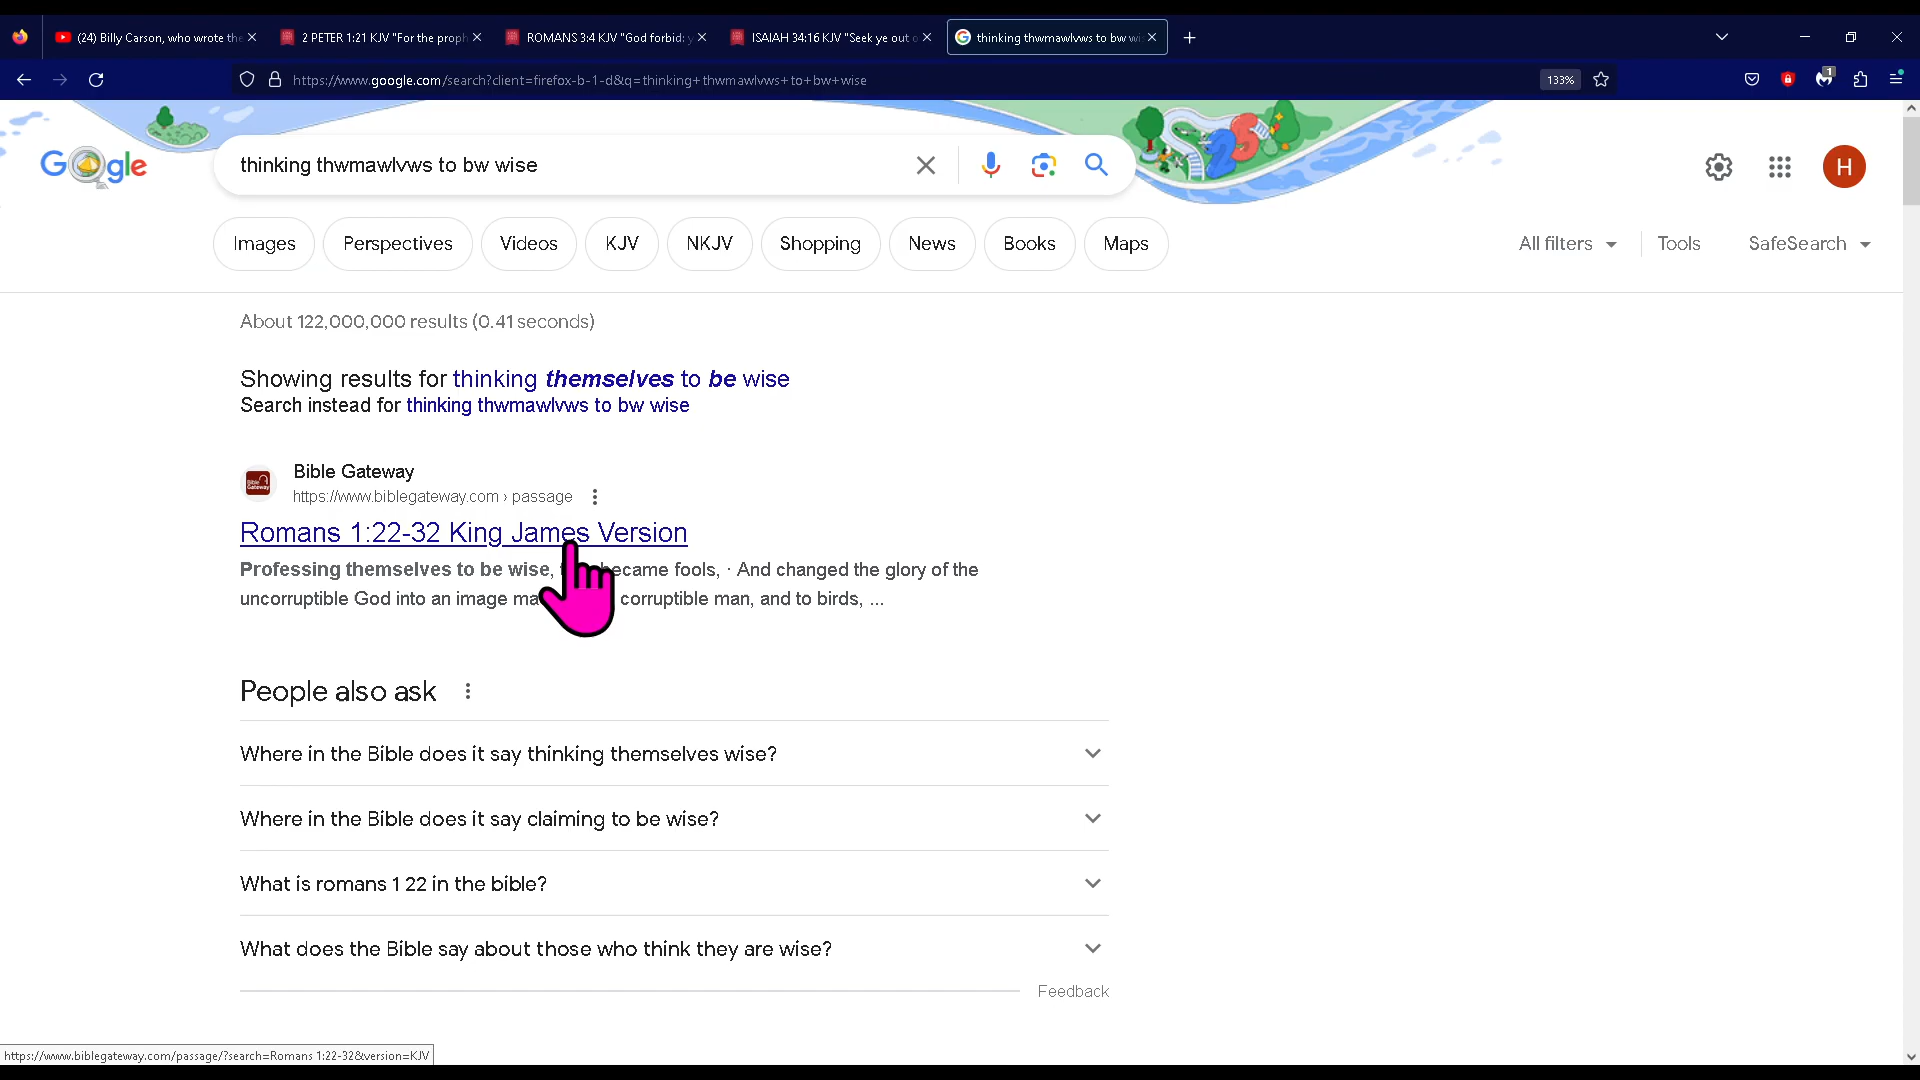 (24) Billy Carson, who wrote the
2 PETER 1:21 KJV "For the proph
ROMANS 3:4 KJV "God forbid: y
ISAIAH 34:16 KJV "Seek ye out o
thinking thwmawlvws to bw wi
https://www.google.com/search?client=firefox-b-1-d&q=thinking+thwmawlvws+to+bw+wise
133%
1
Google
thinking thwmawlvws to bw wise
25
H
Images
Perspectives
Videos
KJV
NKJV
Shopping
News
Books
Maps
All filters
Tools
SafeSearch
About 122,000,000 results (0.41 seconds)
Showing results for thinking themselves to be wise
Search instead for thinking thwmawlvws to bw wise
Bible Gateway
https://www.biblegateway.com › passage
Romans 1:22-32 King James Version
Professing themselves to be wise, ecame fools, · And changed the glory of the
uncorruptible God into an image ma corruptible man, and to birds, ...
People also ask
Where in the Bible does it say thinking themselves wise?
Where in the Bible does it say claiming to be wise?
What is romans 1 22 in the bible?
What does the Bible say about those who think they are wise?
Feedback
https://www.biblegateway.com/passage/?search=Romans 1:22-32&version=KJV